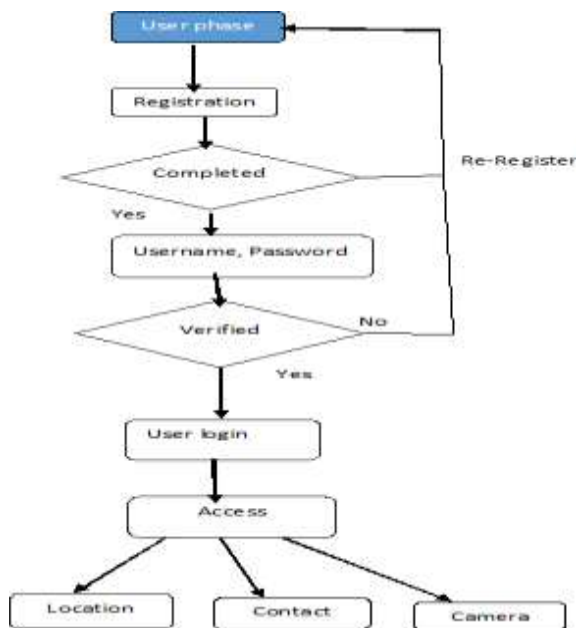 User phase
Registration
Completed
Re-Register
Yes
Username, Password
Verified
No
Yes
User login
Access
Location
Contact
Camera